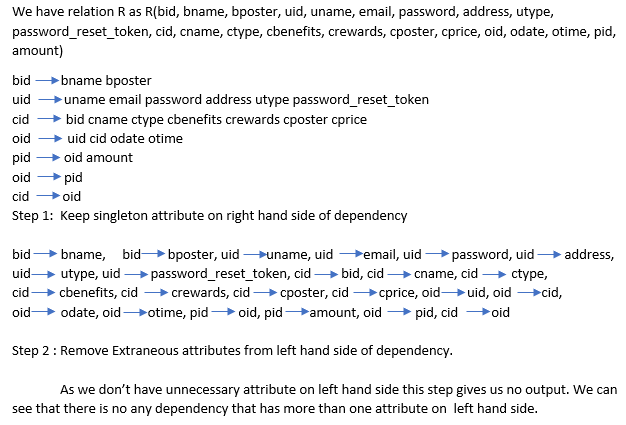 We have relation R as R(bid, bname, bposter, uid, uname, email, password, address, utype,
password_reset_token, cid, cname, ctype, cbenefits, crewards, cposter, cprice, oid, odate, otime, pid,
amount)
bid → bname bposter
uid → uname email password address utype password_reset_token
cid → bid cname ctype cbenefits crewards cposter cprice
oid → uid cid odate otime
pid → oid amount
oid → pid
cid → oid
Step 1: Keep singleton attribute on right hand side of dependency
bid → bname, bid → bposter, uid → uname, uid → email, uid → password, uid → address,
uid → utype, uid → password_reset_token, cid → bid, cid → cname, cid → ctype,
cid → cbenefits, cid → crewards, cid → cposter, cid → cprice, oid → uid, oid → cid,
oid → odate, oid → otime, pid → oid, pid → amount, oid → pid, cid → oid
Step 2 : Remove Extraneous attributes from left hand side of dependency.
As we don't have unnecessary attribute on left hand side this step gives us no output. We can
see that there is no any dependency that has more than one attribute on left hand side.